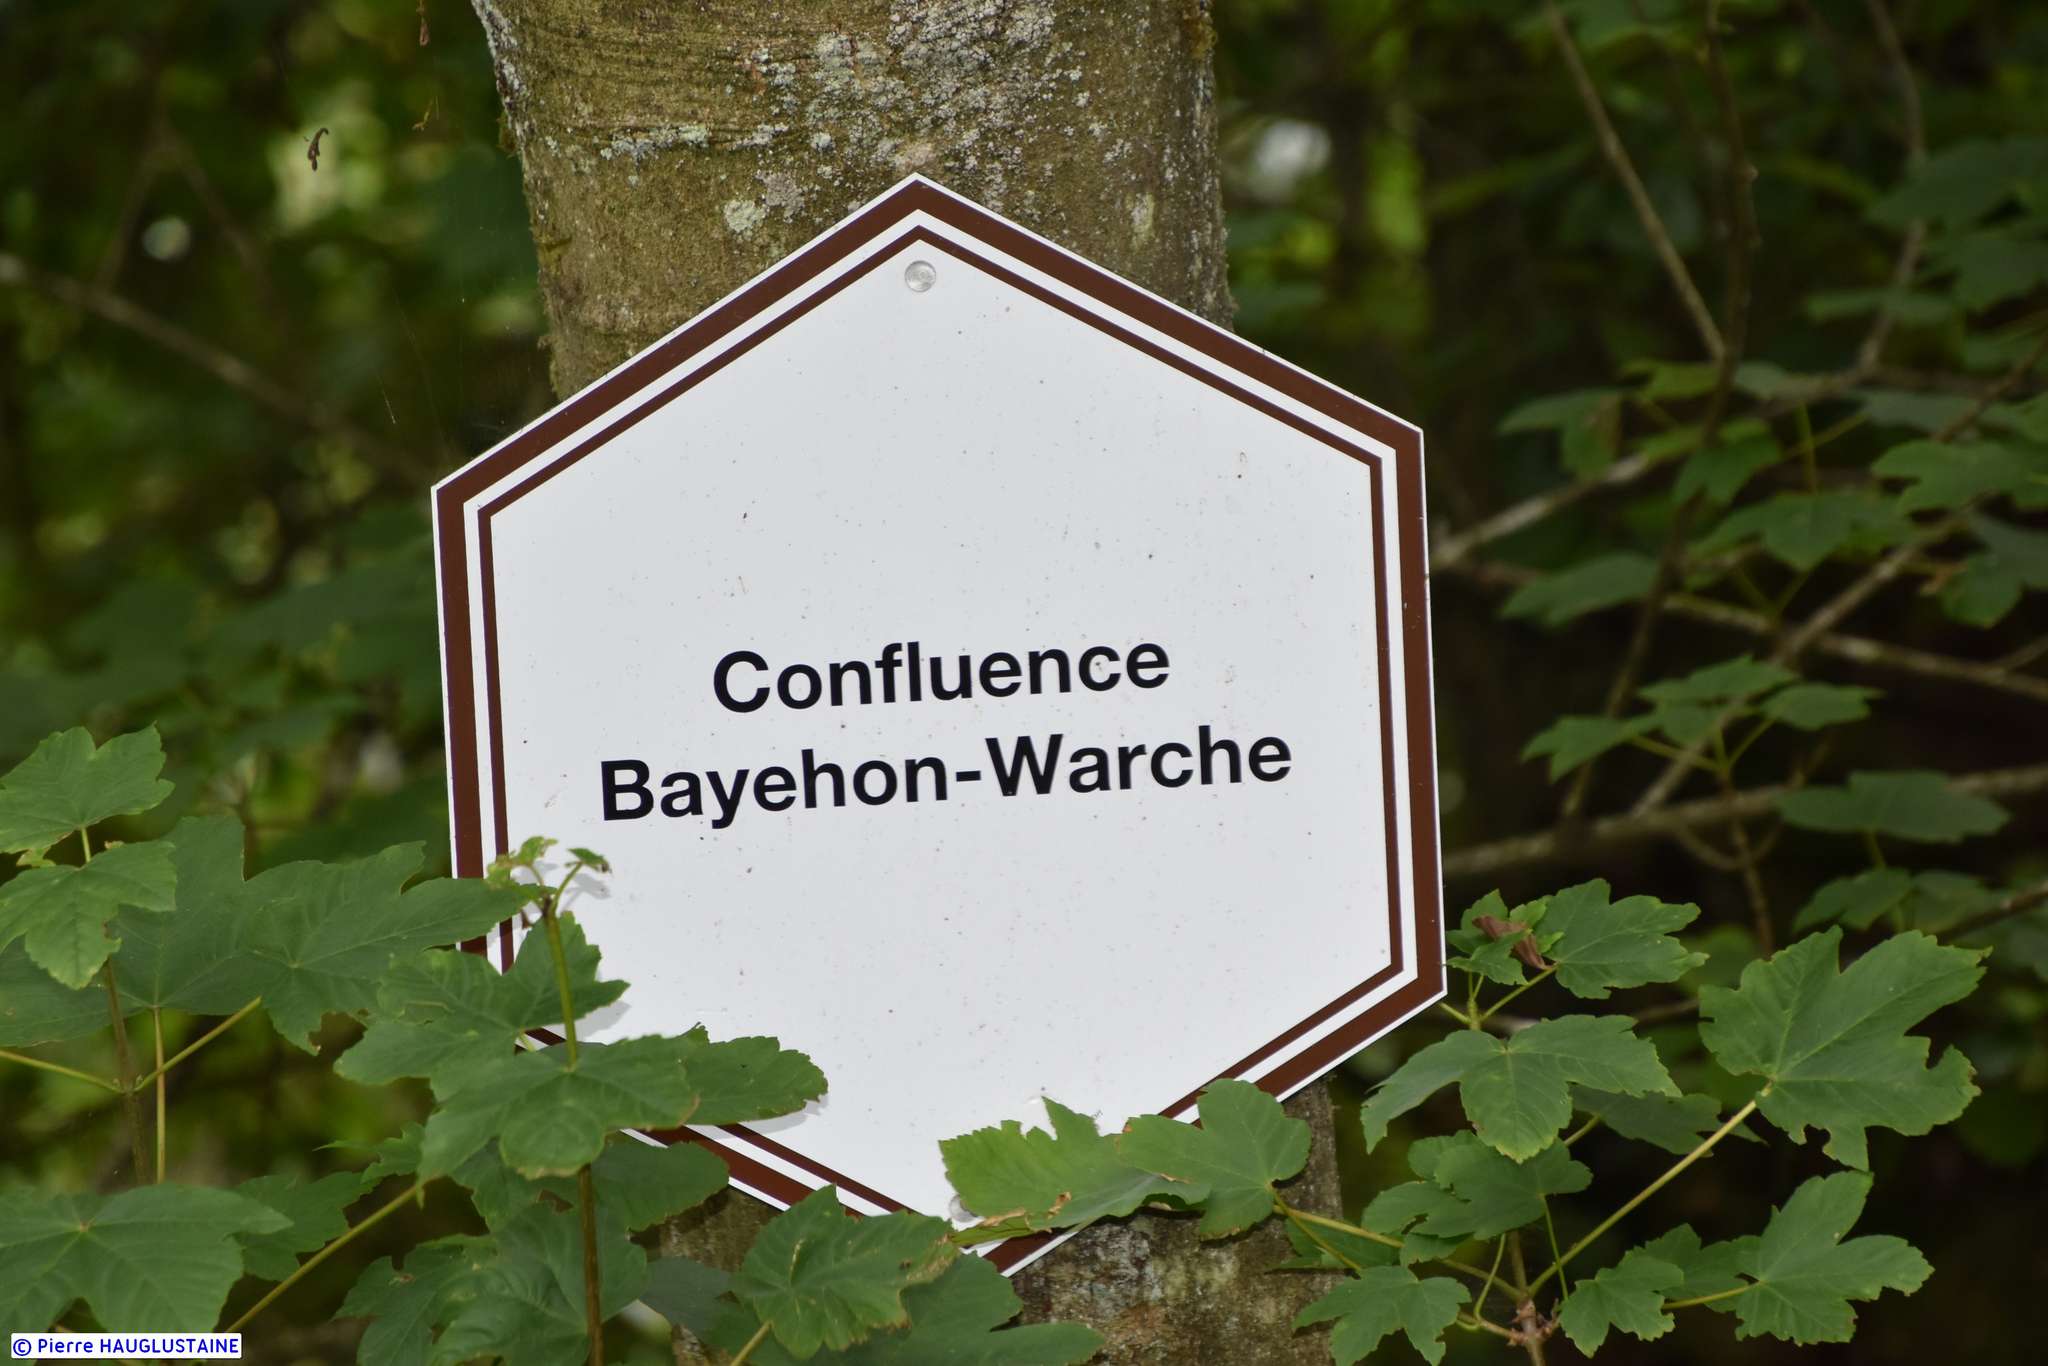 Confluence
Bayehon-Warche
© Pierre HAUGLUSTAINE